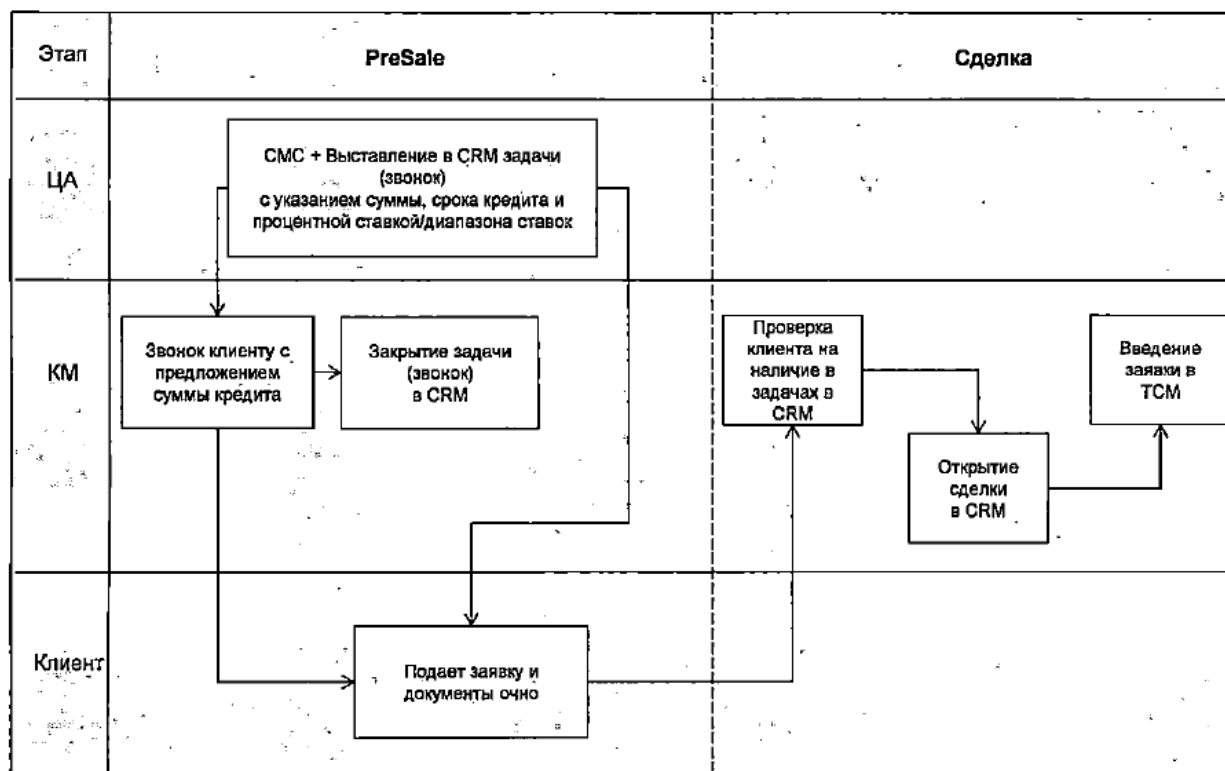 Этап
PreSale
Сделка
ЦА
СМС + Выставление в CRM задачи
(звонок)
с указанием суммы, срока кредита и
процентной ставкой/диапазона ставок
КМ
Звонок клиенту с
предложением
суммы кредита
Закрытие задачи
(звонок)
в CRM
Проверка
клиента на
наличие в
задачах в
CRM
Открытие
сделки
в CRM
Введение
заявки в
ТСМ
Клиент
Подает заявку и
документы очно